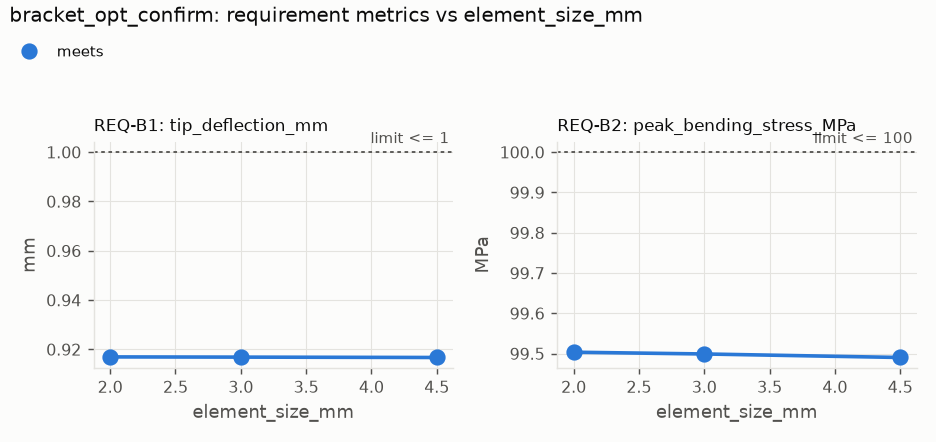 bracket_opt_confirm: requirement metrics vs element_size_mm
meets
REQ-B1: tip_deflection_mm
limit <= 1
1.00
0.98
0.96
0.94
0.92
mm
2.0 2.5 3.0 3.5 4.0 4.5
element_size_mm
REQ-B2: peak_bending_stress_MPa
limit <= 100
100.0
99.9
99.8
99.7
99.6
99.5
MPa
2.0 2.5 3.0 3.5 4.0 4.5
element_size_mm